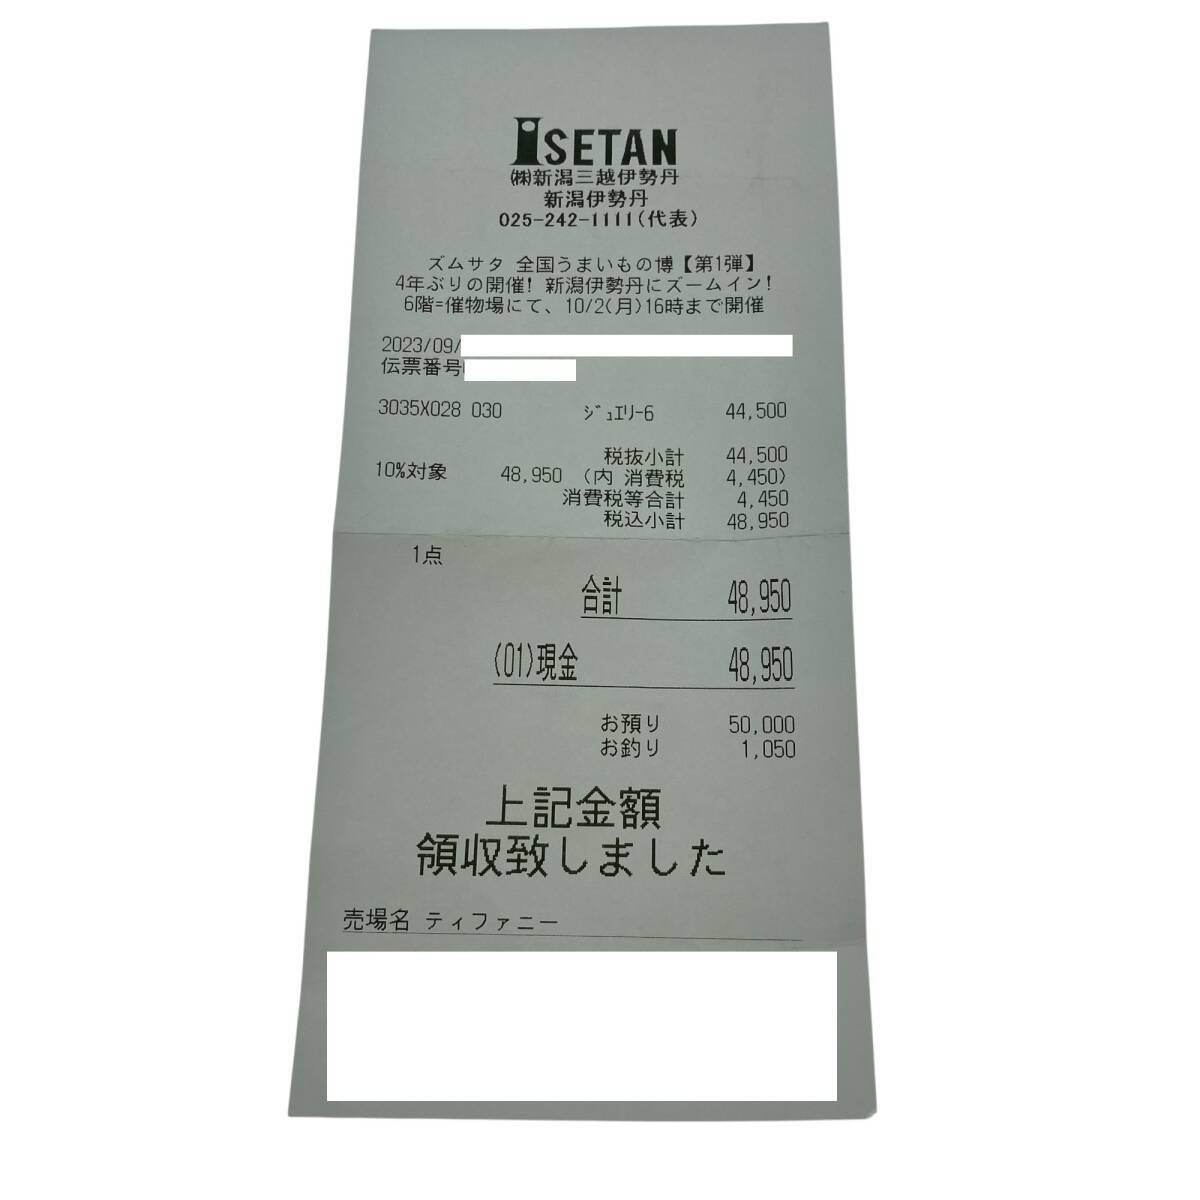 ISETAN
㈱新潟三越伊勢丹
新潟伊勢丹
025-242-1111(代表)
ズムサタ 全国うまいもの博【第1弾】
4年ぶりの開催! 新潟伊勢丹にズームイン!
6階=催物場にて、10/2(月)16時まで開催
2023/09/
伝票番号
3035X028 030 ｼﾞｭｴﾘｰ6 44,500
税抜小計 44,500
10%対象 48,950 (内 消費税 4,450)
消費税等合計 4,450
税込小計 48,950
1点
合計 48,950
(01)現金 48,950
お預り 50,000
お釣り 1,050
上記金額
領収致しました
売場名 ティファニー